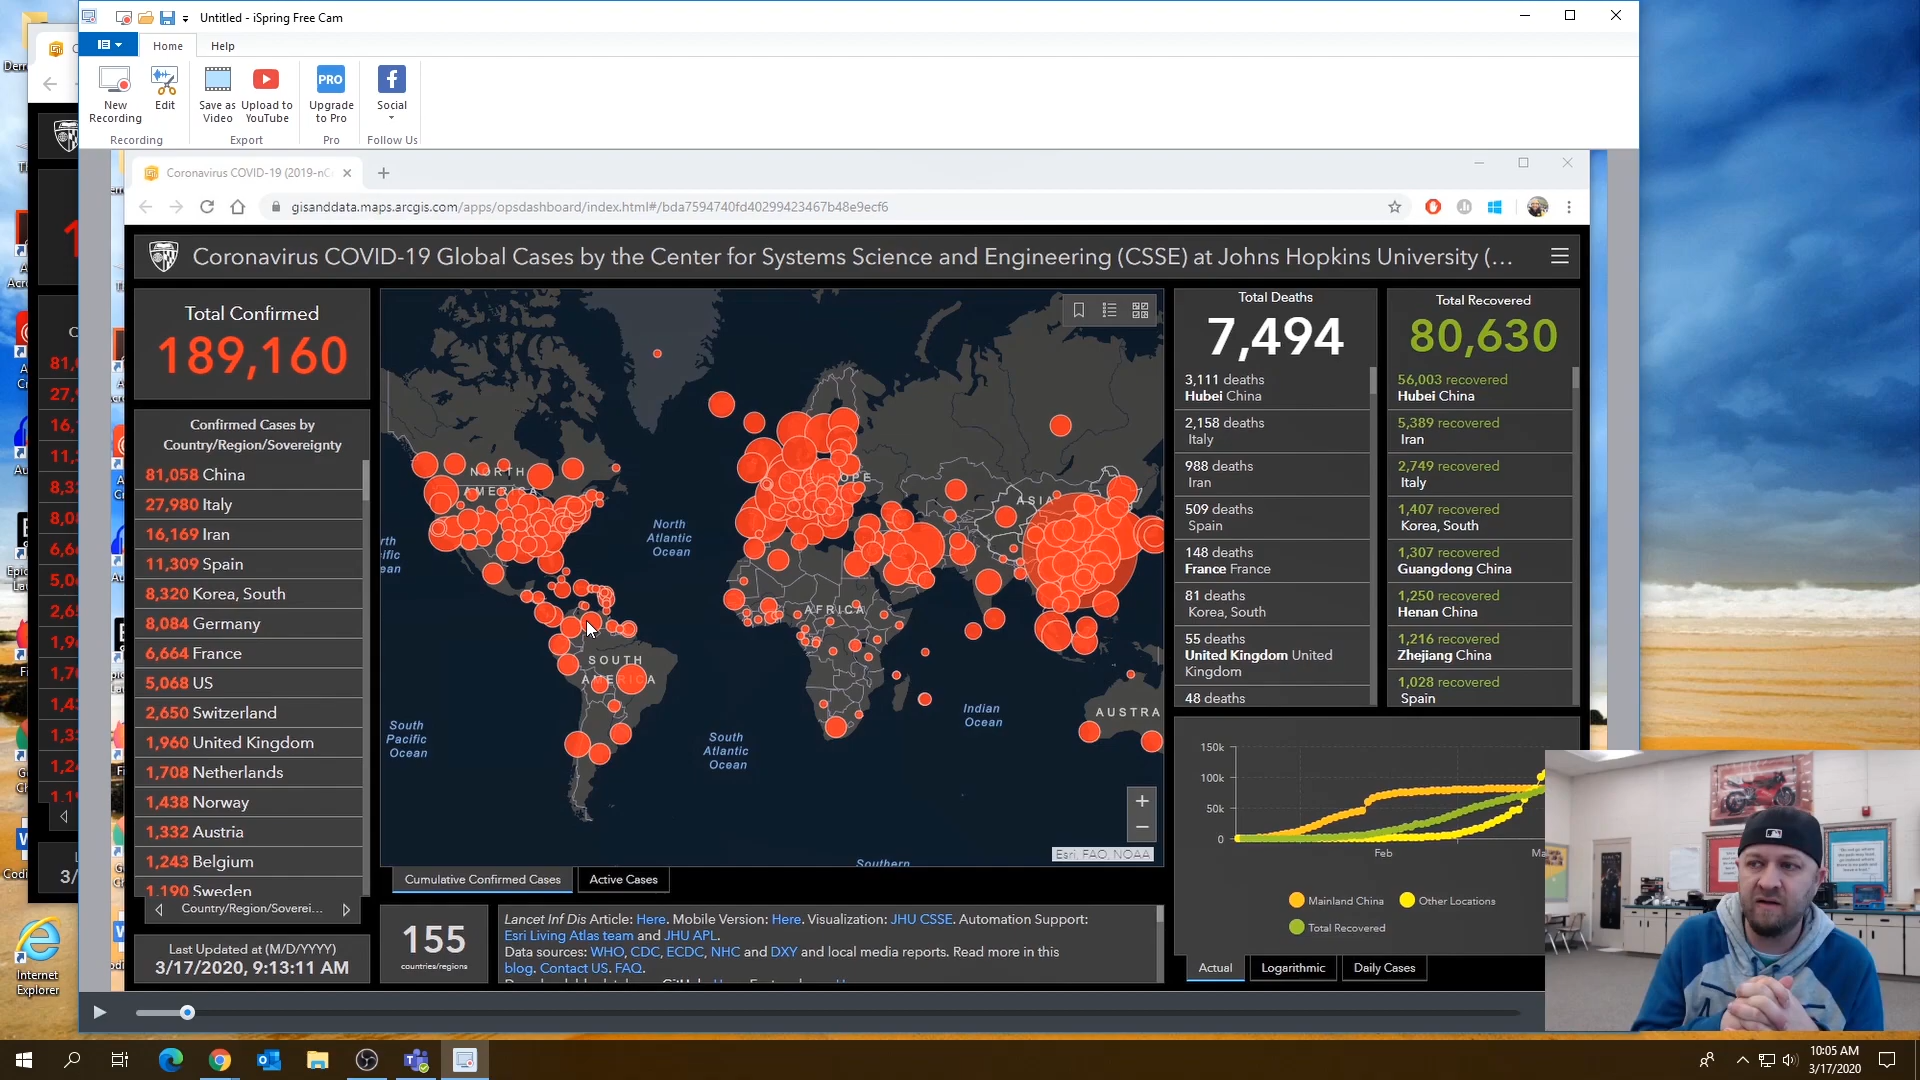 Untitled - iSpring Free Cam
Home
Help
New
Recording
Edit
Save as
Video
Upload to
YouTube
PRO
Upgrade
to Pro
Social
Recording
Export
Pro
Follow Us
Coronavirus COVID-19 (2019-nC
gisanddata.maps.arcgis.com/apps/opsdashboard/index.html#/bda7594740fd40299423467b48e9ecf6
Coronavirus COVID-19 Global Cases by the Center for Systems Science and Engineering (CSSE) at Johns Hopkins University (...
Total Confirmed
189,160
Confirmed Cases by
Country/Region/Sovereignty
81,058 China
27,980 Italy
16,169 Iran
11,309 Spain
8,320 Korea, South
8,084 Germany
6,664 France
5,068 US
2,650 Switzerland
1,960 United Kingdom
1,708 Netherlands
1,438 Norway
1,332 Austria
1,243 Belgium
1,190 Sweden
Country/Region/Soverei...
Last Updated at (M/D/YYYY)
3/17/2020, 9:13:11 AM
NORTH
AMERICA
North
Atlantic
Ocean
EUROPE
ASIA
AFRICA
SOUTH
AMERICA
South
Pacific
Ocean
South
Atlantic
Ocean
Indian
Ocean
AUSTRA
Southern
Esri, FAO, NOAA
Cumulative Confirmed Cases
Active Cases
155
countries/regions
Lancet Inf Dis Article: Here. Mobile Version: Here. Visualization: JHU CSSE. Automation Support:
Esri Living Atlas team and JHU APL.
Data sources: WHO, CDC, ECDC, NHC and DXY and local media reports. Read more in this
blog. Contact US. FAQ.
Total Deaths
7,494
3,111 deaths
Hubei China
2,158 deaths
Italy
988 deaths
Iran
509 deaths
Spain
148 deaths
France France
81 deaths
Korea, South
55 deaths
United Kingdom United
Kingdom
48 deaths
Total Recovered
80,630
56,003 recovered
Hubei China
5,389 recovered
Iran
2,749 recovered
Italy
1,407 recovered
Korea, South
1,307 recovered
Guangdong China
1,250 recovered
Henan China
1,216 recovered
Zhejiang China
1,028 recovered
Spain
150k
100k
50k
0
Feb
Ma
Mainland China
Other Locations
Total Recovered
Actual
Logarithmic
Daily Cases
Internet
Explorer
10:05 AM
3/17/2020